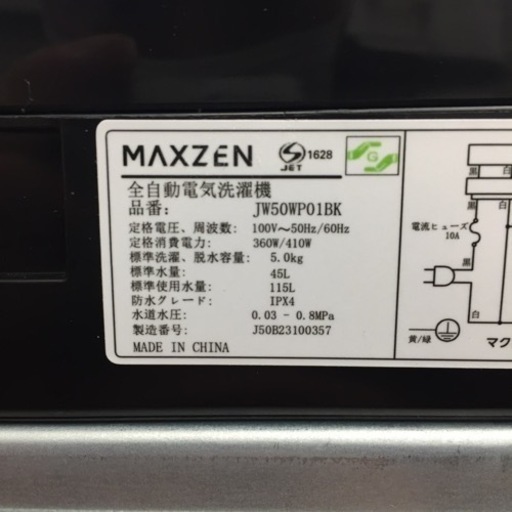 MAXZEN JET 1628 G
全自動電気洗濯機
品番: JW50WP01BK
定格電圧、周波数: 100V～50Hz/60Hz
定格消費電力: 360W/410W
標準洗濯、脱水容量: 5.0kg
標準水量: 45L
標準使用水量: 115L
防水グレード: IPX4
水道水圧: 0.03 - 0.8MPa
製造番号: J50B23100357
MADE IN CHINA
黒 白
電流ヒューズ
10A
黒
白
黄/緑
マク